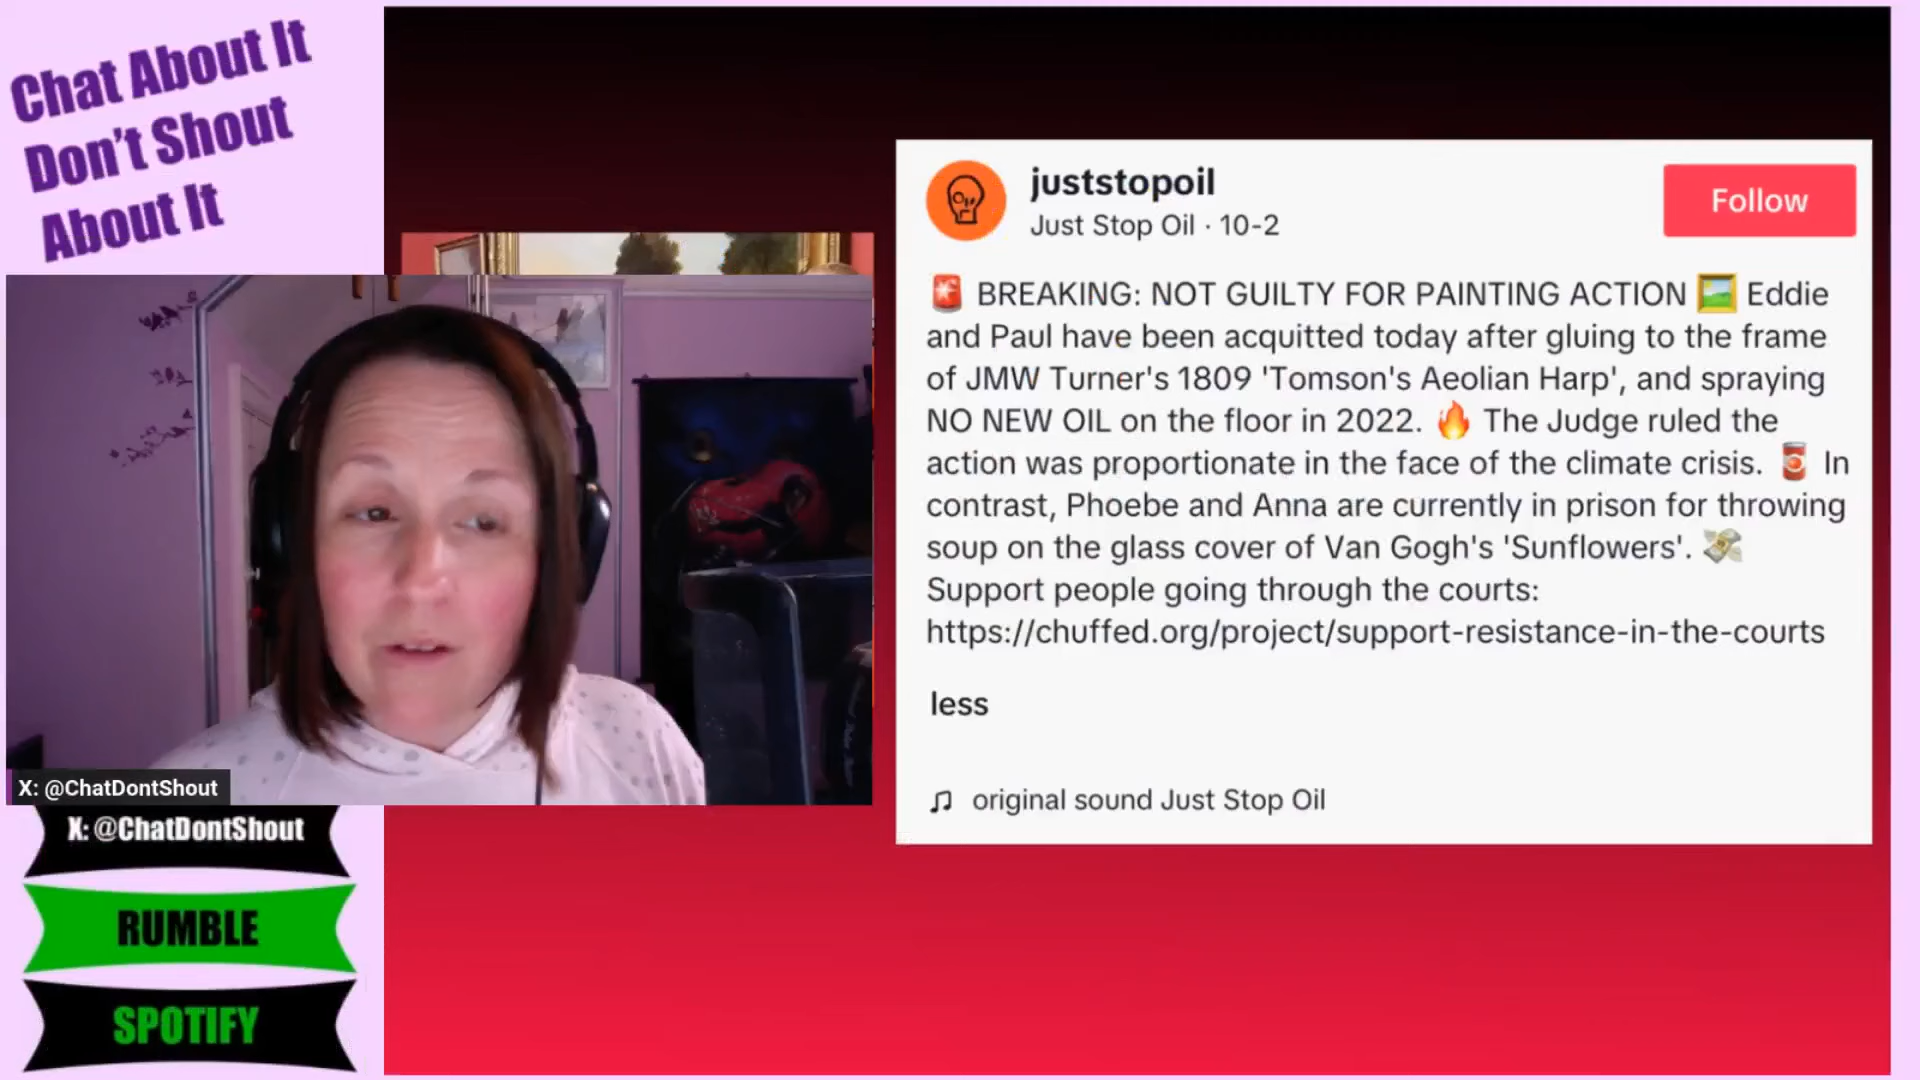 Chat About It
Don't Shout
About It
X: @ChatDontShout
X: @ChatDontShout
RUMBLE
SPOTIFY
juststopoil
Just Stop Oil · 10-2
Follow
🚨 BREAKING: NOT GUILTY FOR PAINTING ACTION 🖼️ Eddie
and Paul have been acquitted today after gluing to the frame
of JMW Turner's 1809 'Tomson's Aeolian Harp', and spraying
NO NEW OIL on the floor in 2022. 🔥 The Judge ruled the
action was proportionate in the face of the climate crisis. 🥫 In
contrast, Phoebe and Anna are currently in prison for throwing
soup on the glass cover of Van Gogh's 'Sunflowers'. 💸
Support people going through the courts:
https://chuffed.org/project/support-resistance-in-the-courts
less
♫ original sound Just Stop Oil